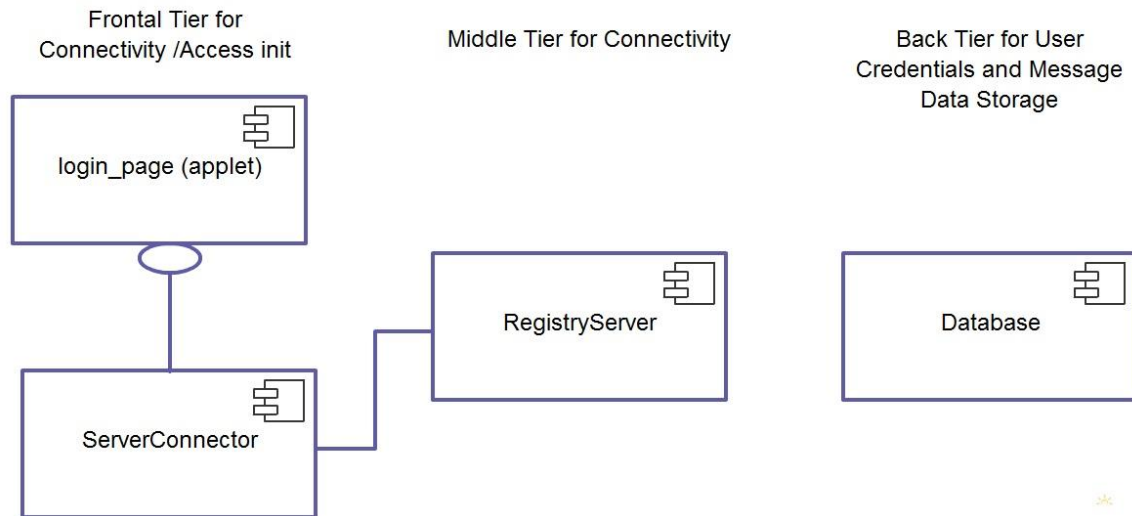 Frontal Tier for
Connectivity /Access init
Middle Tier for Connectivity
Back Tier for User
Credentials and Message
Data Storage
login_page (applet)
RegistryServer
Database
ServerConnector